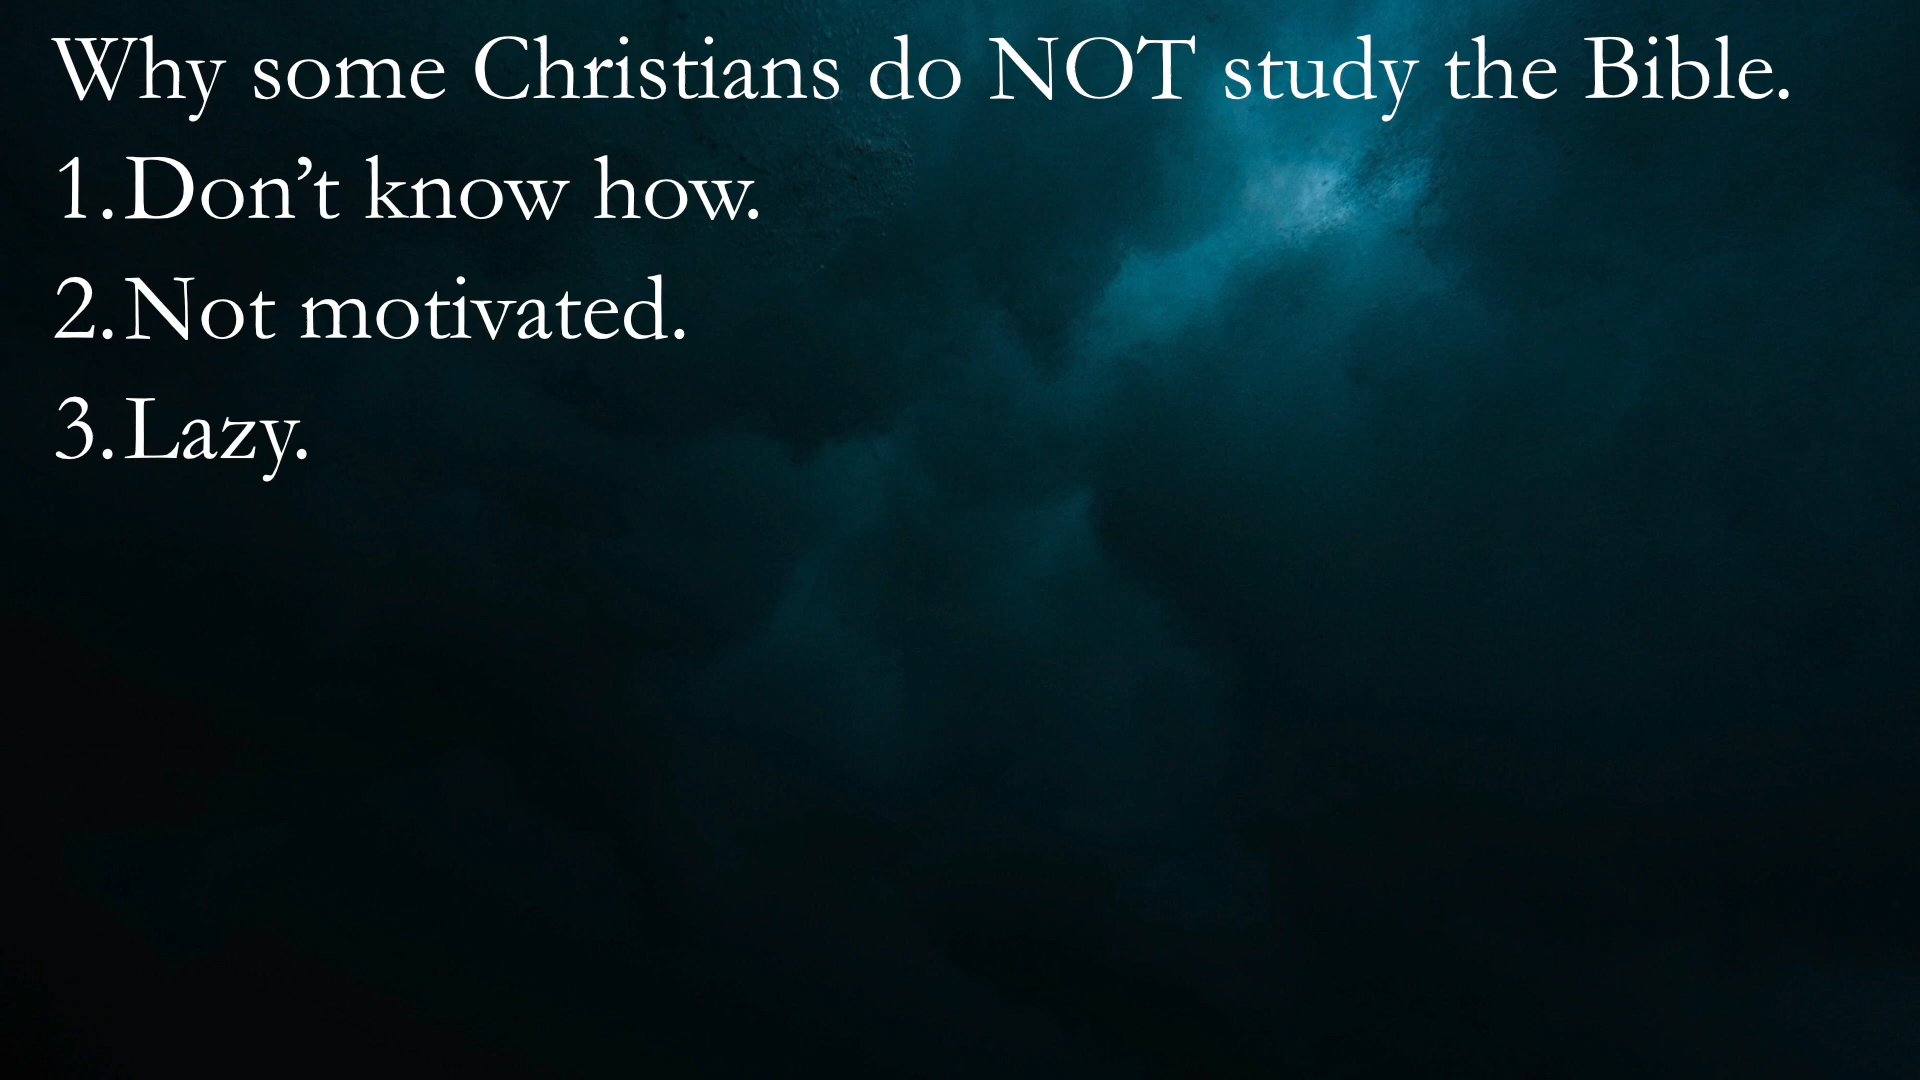 Why some Christians do NOT study the Bible.
1. Don’t know how.
2. Not motivated.
3. Lazy.